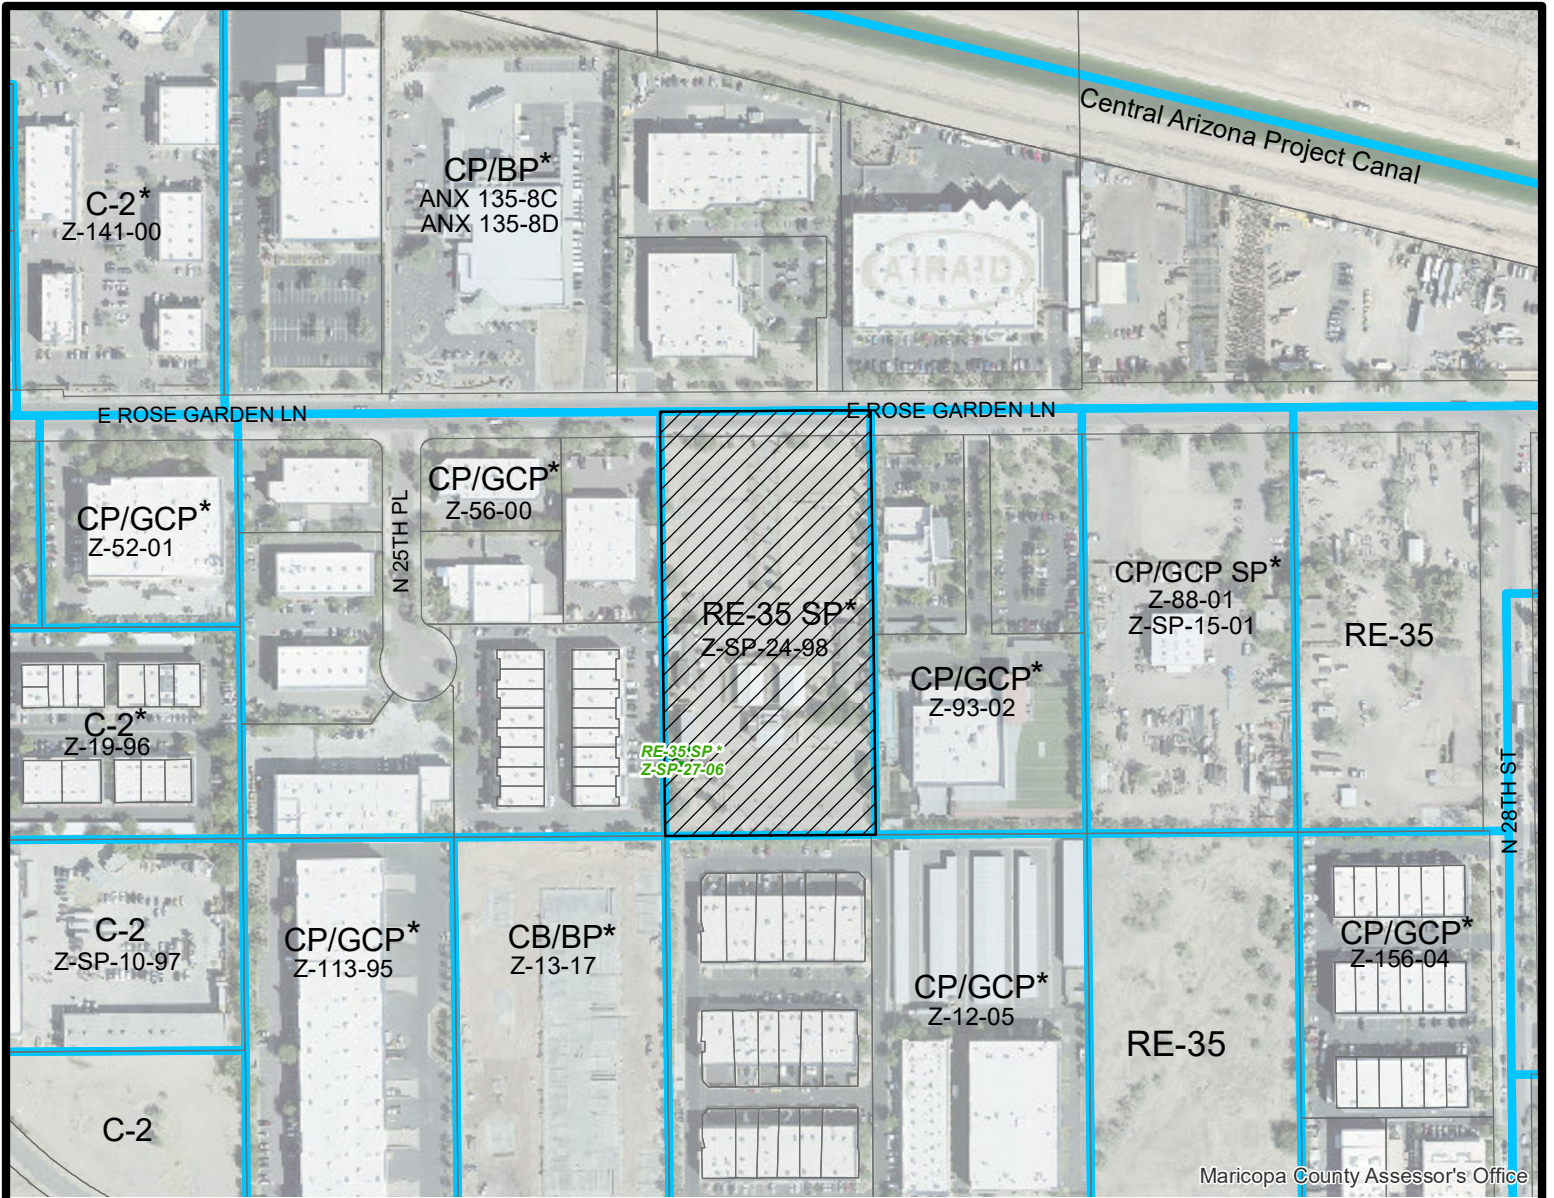 Central Arizona Project Canal
C-2*
Z-141-00
CP/BP*
ANX 135-8C
ANX 135-8D
AIRAID
E ROSE GARDEN LN
E ROSE GARDEN LN
CP/GCP*
Z-52-01
N 25TH PL
CP/GCP*
Z-56-00
RE-35 SP*
Z-SP-24-98
RE-35 SP *
Z-SP-27-06
CP/GCP*
Z-93-02
CP/GCP SP*
Z-88-01
Z-SP-15-01
RE-35
C-2*
Z-19-96
N 28TH ST
C-2
Z-SP-10-97
CP/GCP*
Z-113-95
CB/BP*
Z-13-17
CP/GCP*
Z-12-05
RE-35
CP/GCP*
Z-156-04
C-2
Maricopa County Assessor's Office